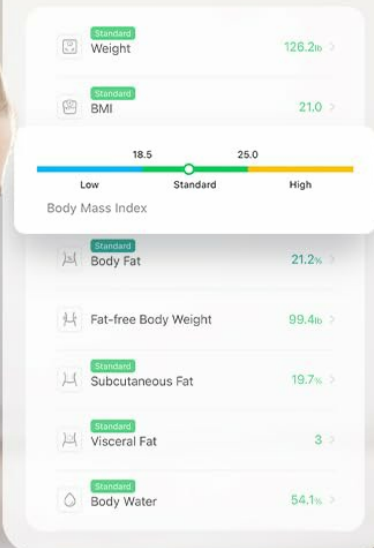 Standard
Weight 126.2lb
Standard
BMI 21.0
18.5 25.0
Low Standard High
Body Mass Index
Standard
Body Fat 21.2%
Fat-free Body Weight 99.4lb
Standard
Subcutaneous Fat 19.7%
Standard
Visceral Fat 3
Standard
Body Water 54.1%